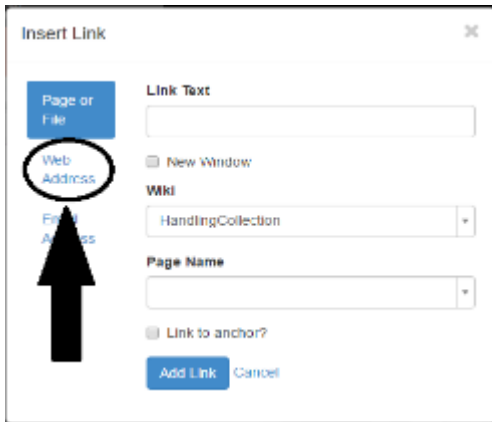 Insert Link
Page or
File
Web
Address
Address
Link Text
New Window
Wiki
HandlingCollection
Page Name
Link to anchor?
Add Link Cancel